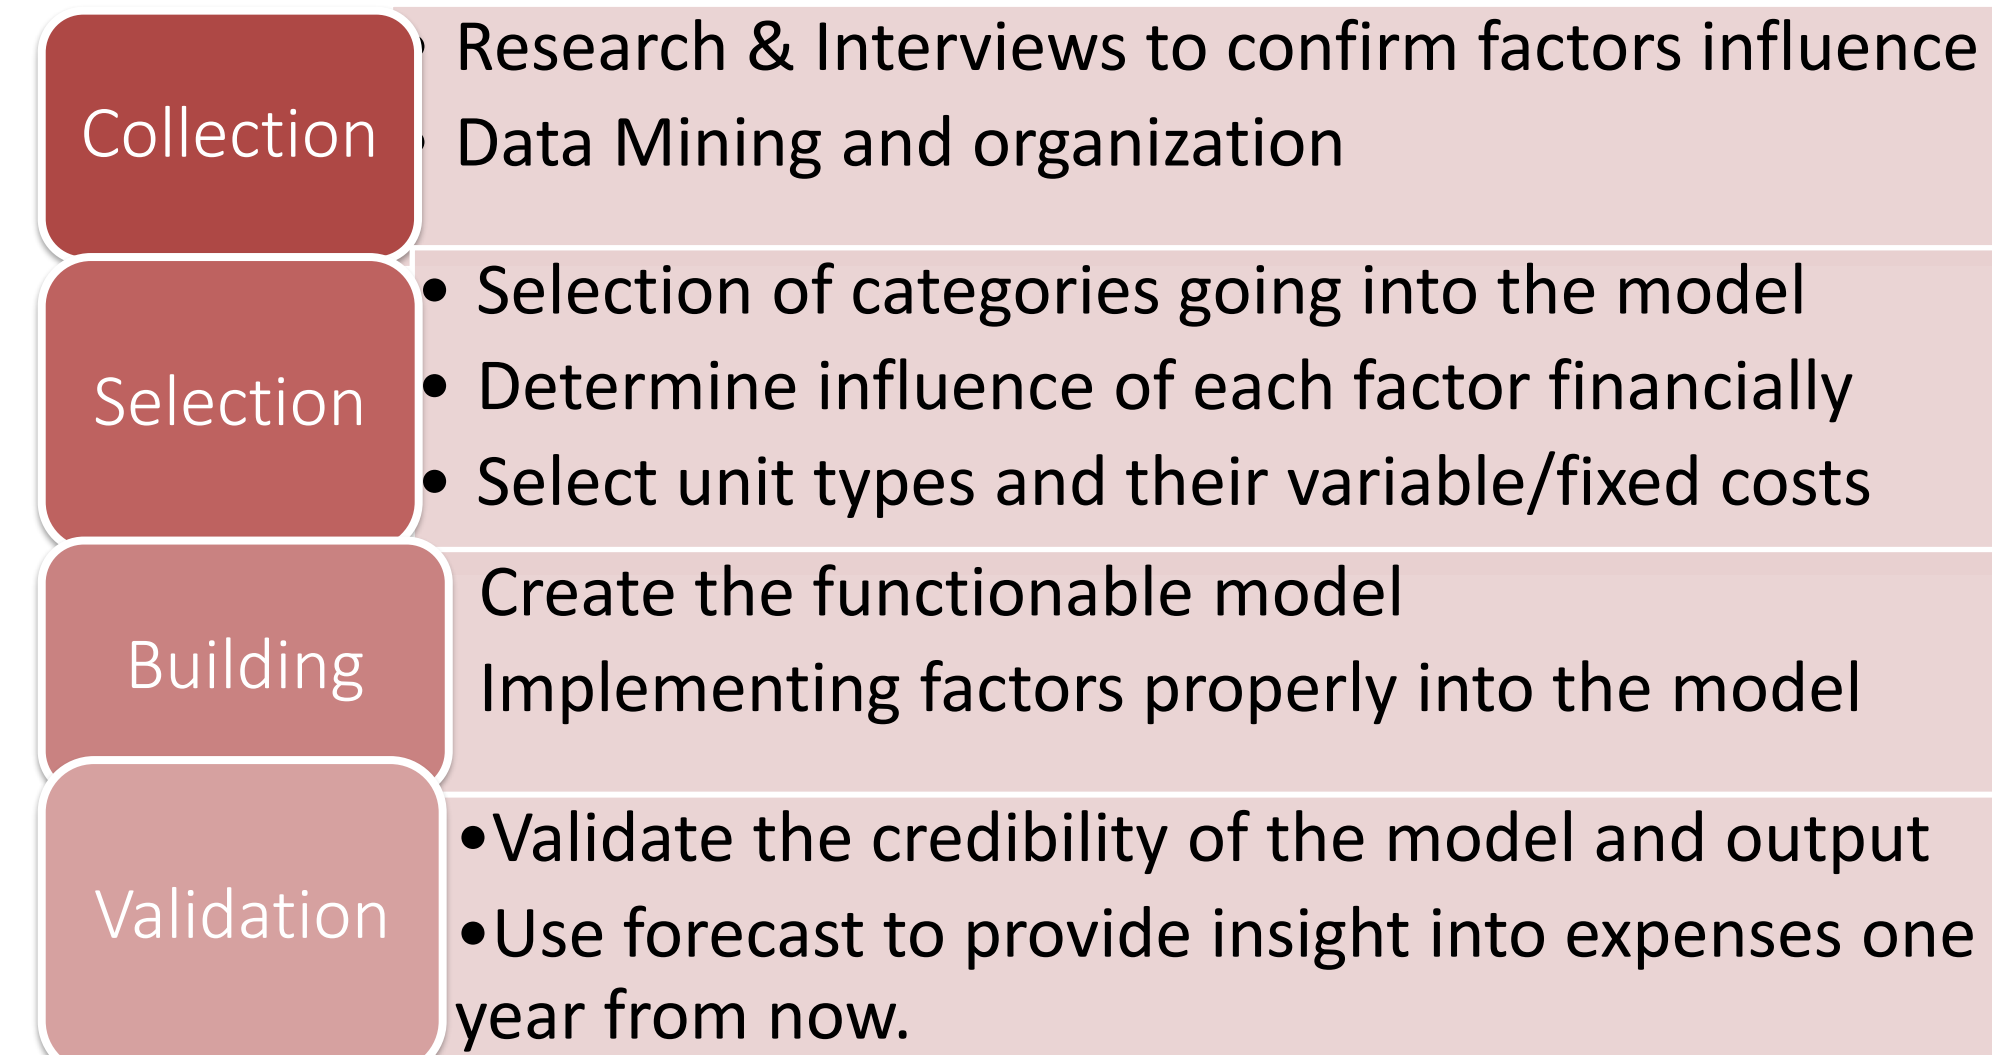 Collection
• Research & Interviews to confirm factors influence
• Data Mining and organization
Selection
• Selection of categories going into the model
• Determine influence of each factor financially
• Select unit types and their variable/fixed costs
Building
Create the functionable model
Implementing factors properly into the model
Validation
•Validate the credibility of the model and output
•Use forecast to provide insight into expenses one
year from now.